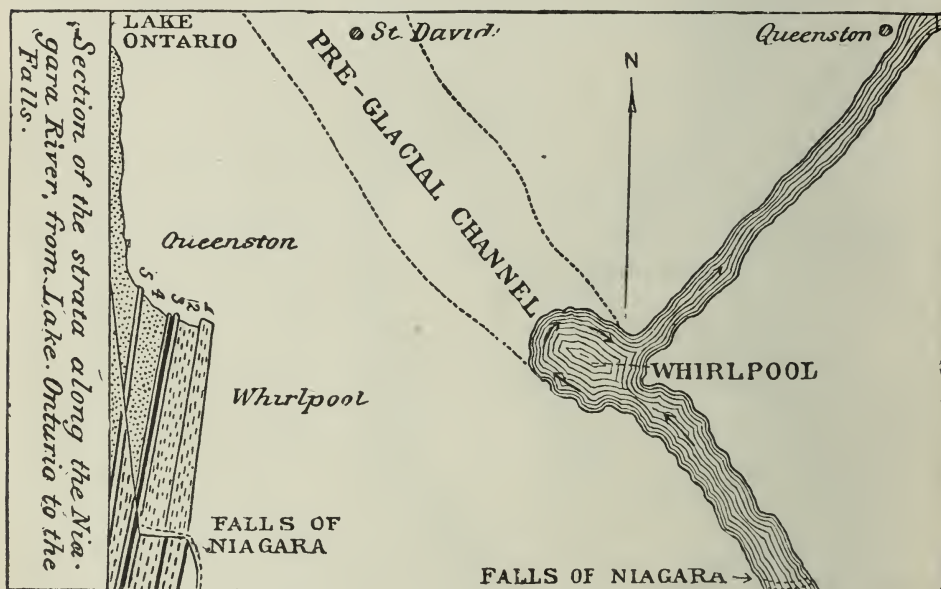 Section of the strata along the Nia-
gara River, from Lake Ontario to the
Falls.
LAKE
ONTARIO
St. David's
Queenston
PRE-GLACIAL CHANNEL
N
Queenston
5 4 3 2 1
Whirlpool
WHIRLPOOL
FALLS OF
NIAGARA
FALLS OF NIAGARA